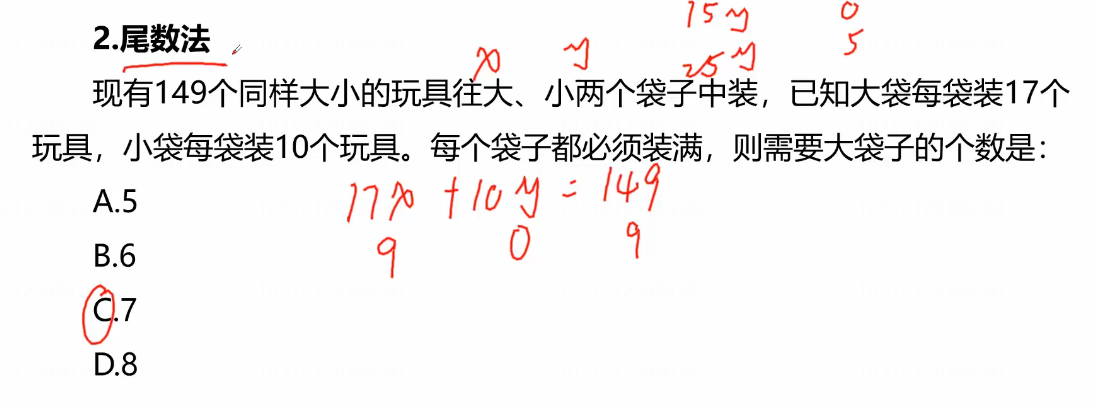 2.尾数法
15y 0
25y 5
x y
现有149个同样大小的玩具往大、小两个袋子中装，已知大袋每袋装17个
玩具，小袋每袋装10个玩具。每个袋子都必须装满，则需要大袋子的个数是：
17x+10y=149
9 0 9
A.5
B.6
C.7
D.8